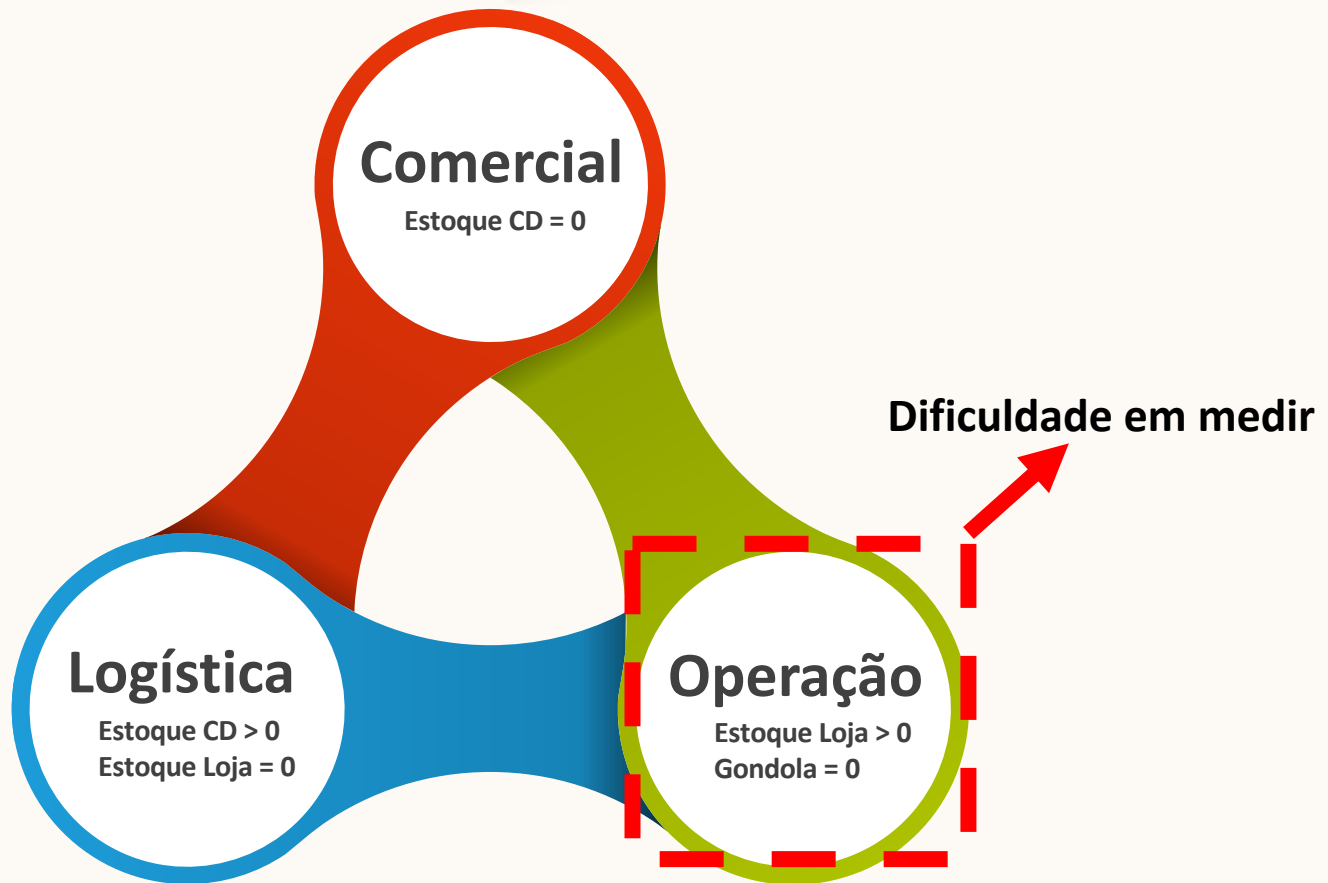 Comercial
Estoque CD = 0
Dificuldade em medir
Logística
Estoque CD > 0
Estoque Loja = 0
Operação
Estoque Loja > 0
Gondola = 0